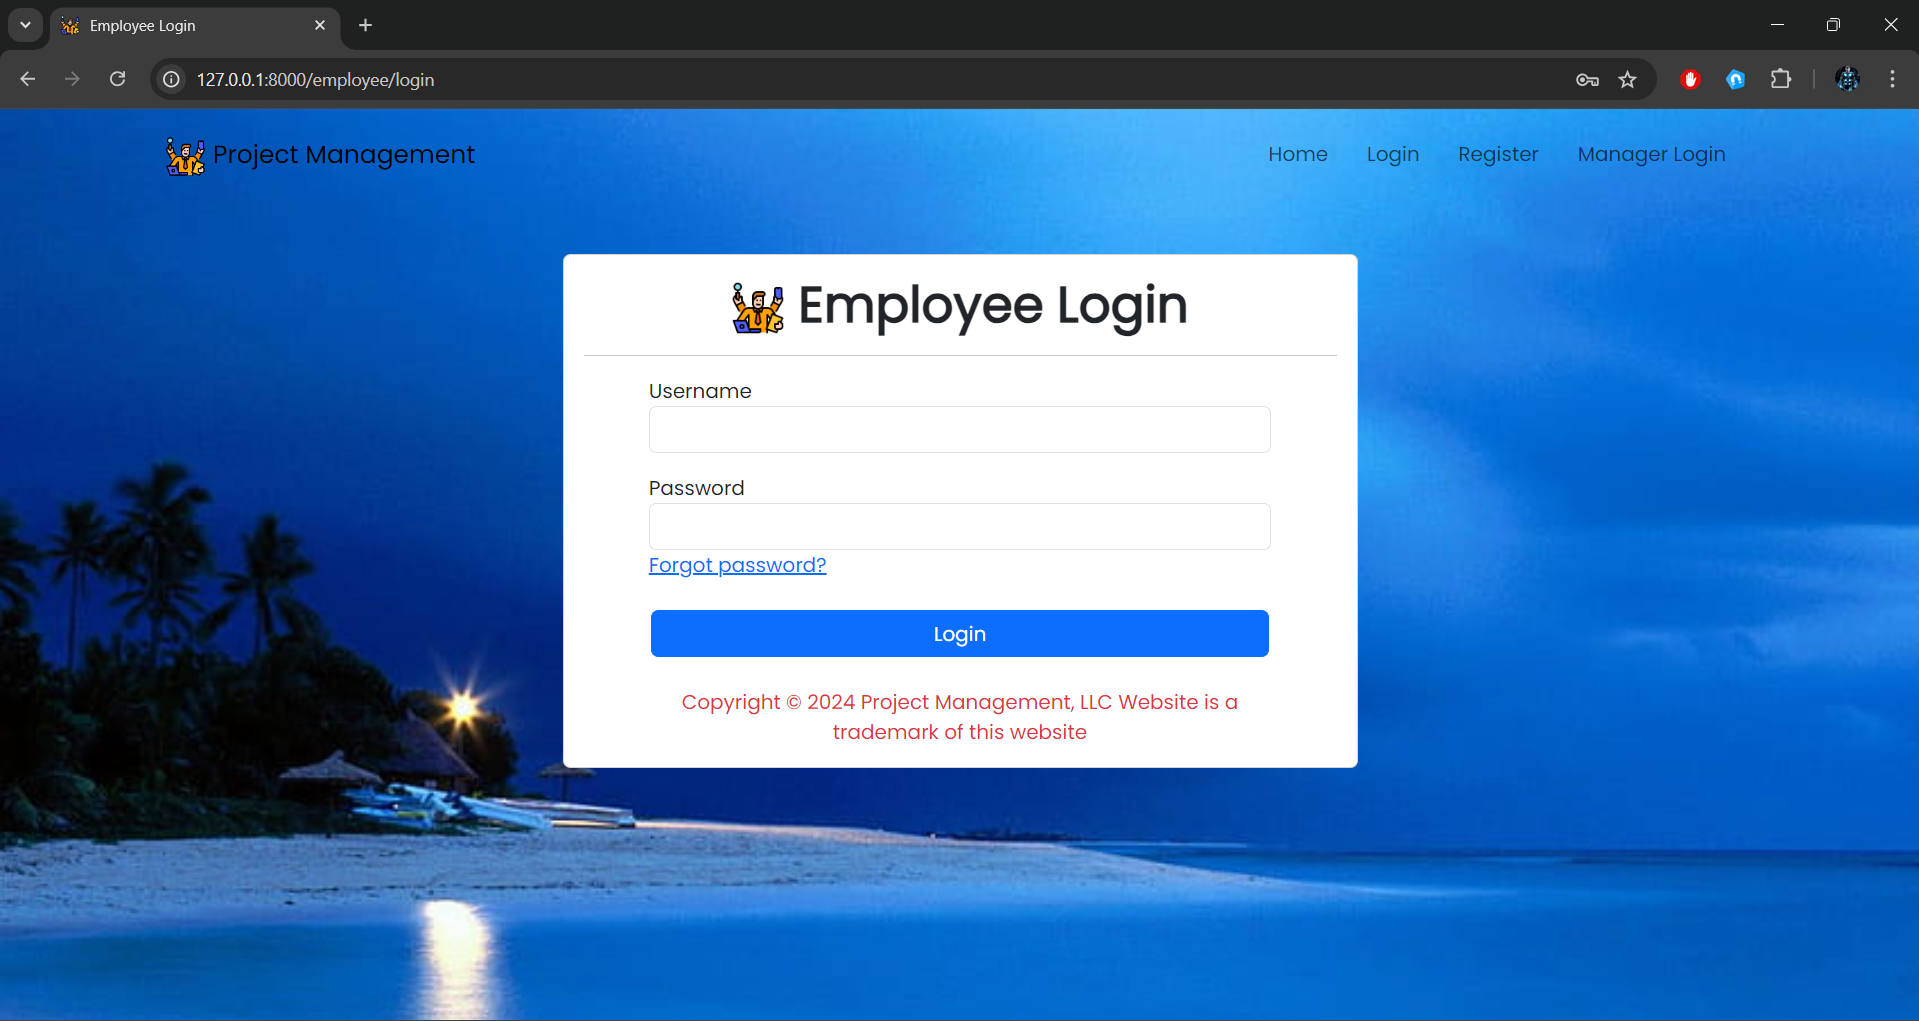 Employee Login
127.0.0.1:8000/employee/login
Project Management
Home Login Register Manager Login
Employee Login
Username
Password
Forgot password?
Login
Copyright © 2024 Project Management, LLC Website is a
trademark of this website